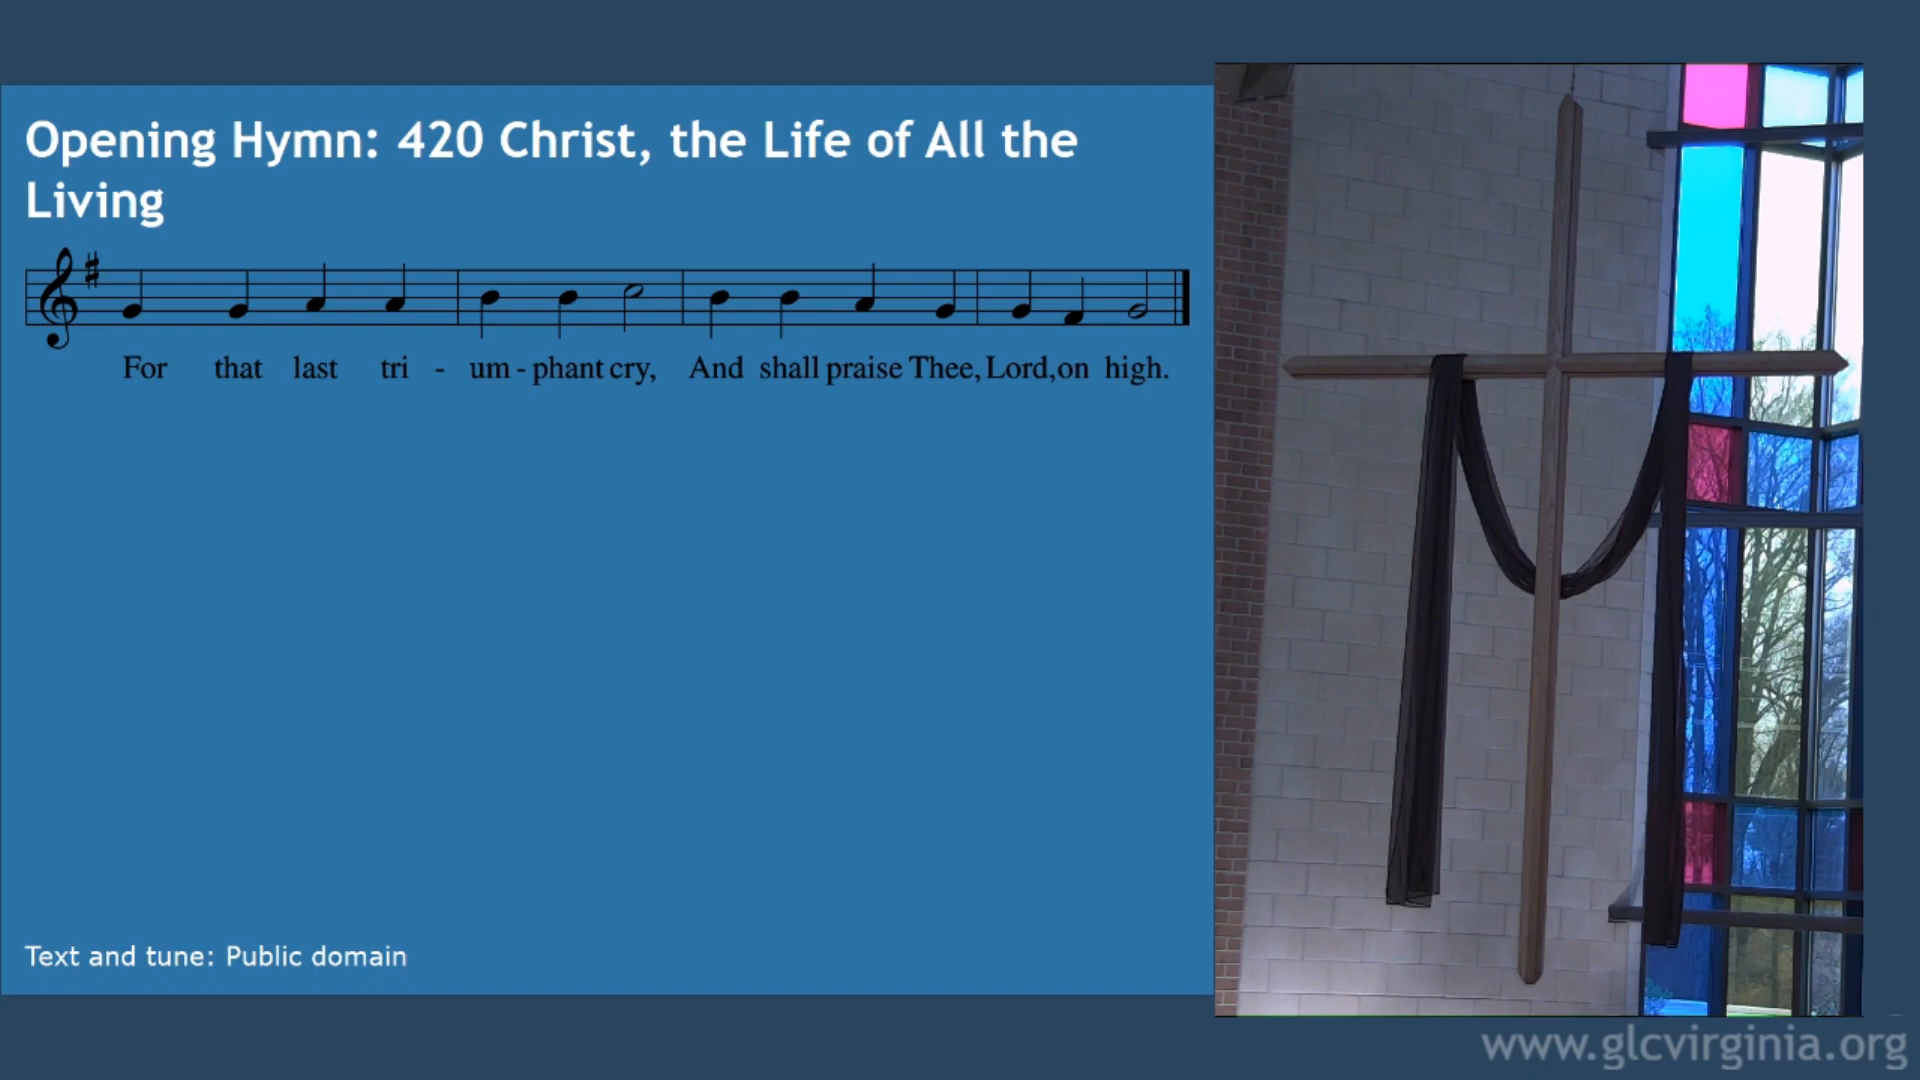 Opening Hymn: 420 Christ, the Life of All the
Living
For that last tri - um - phant cry, And shall praise Thee, Lord, on high.
Text and tune: Public domain
www.glcvirginia.org